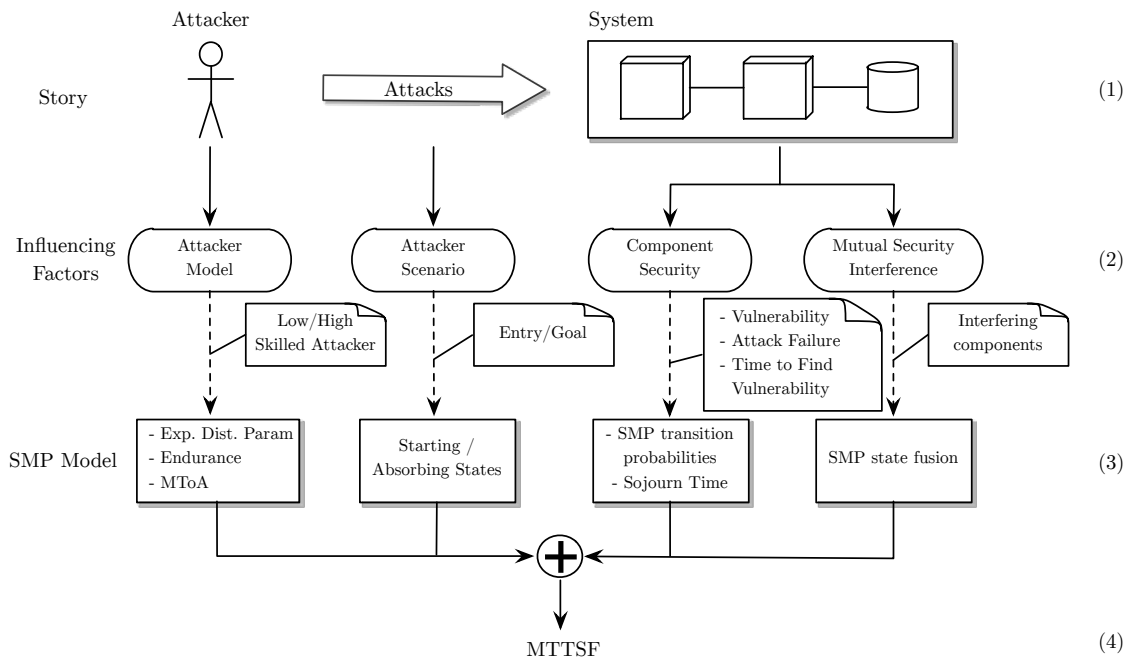 Attacker
System
Story
Attacks
(1)
Influencing
Factors
Attacker
Model
Attacker
Scenario
Component
Security
Mutual Security
Interference
(2)
Low/High
Skilled Attacker
Entry/Goal
- Vulnerability
- Attack Failure
- Time to Find
Vulnerability
Interfering
components
SMP Model
- Exp. Dist. Param
- Endurance
- MToA
Starting /
Absorbing States
- SMP transition
probabilities
- Sojourn Time
SMP state fusion
(3)
MTTSF
(4)